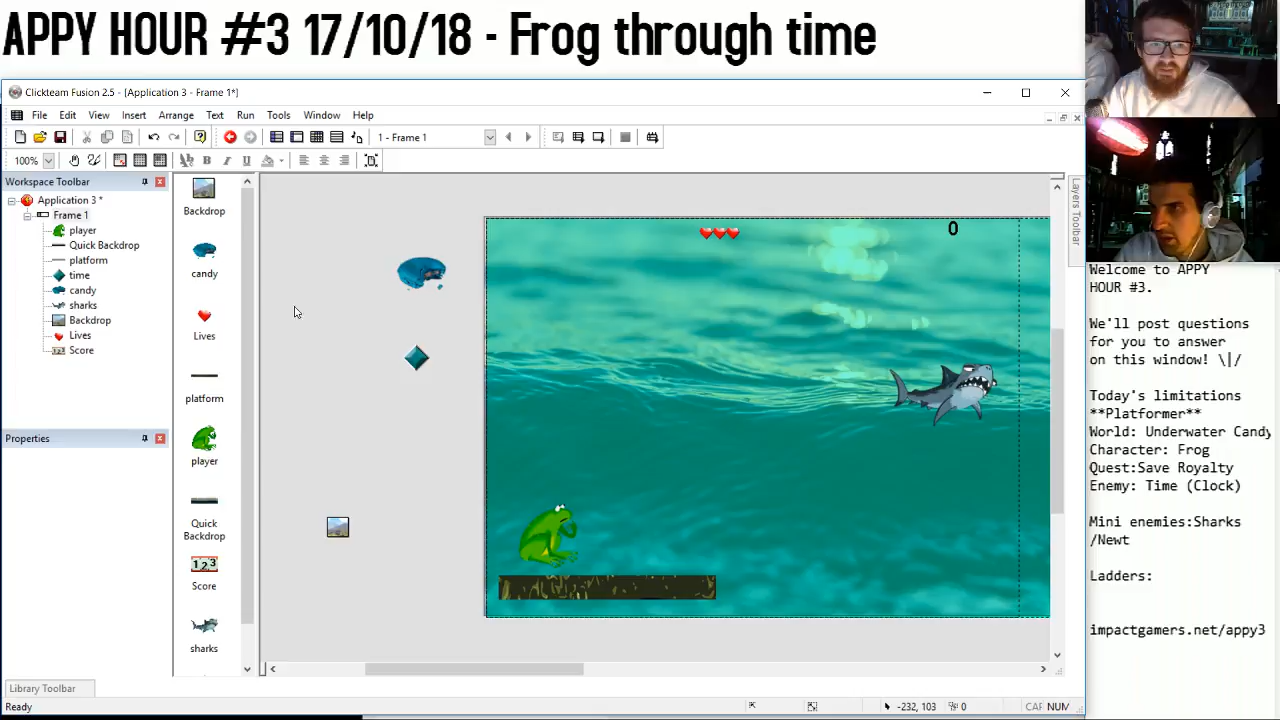 APPY HOUR #3 17/10/18 - Frog through time
Clickteam Fusion 2.5 - [Application 3 - Frame 1*]
File Edit View Insert Arrange Text Run Tools Window Help
1 - Frame 1
100%
B I U
Workspace Toolbar
Application 3 *
Frame 1
player
Quick Backdrop
platform
time
candy
sharks
Backdrop
Lives
Score
Properties
Backdrop
candy
Lives
platform
player
Quick
Backdrop
1 2 3
Score
sharks
0
Layers Toolbar
Library Toolbar
Ready
-232, 103
0
CAP NUM
Welcome to APPY
HOUR #3.
We'll post questions
for you to answer
on this window! \|/
Today's limitations
**Platformer**
World: Underwater Candy
Character: Frog
Quest:Save Royalty
Enemy: Time (Clock)
Mini enemies:Sharks
/Newt
Ladders:
impactgamers.net/appy3